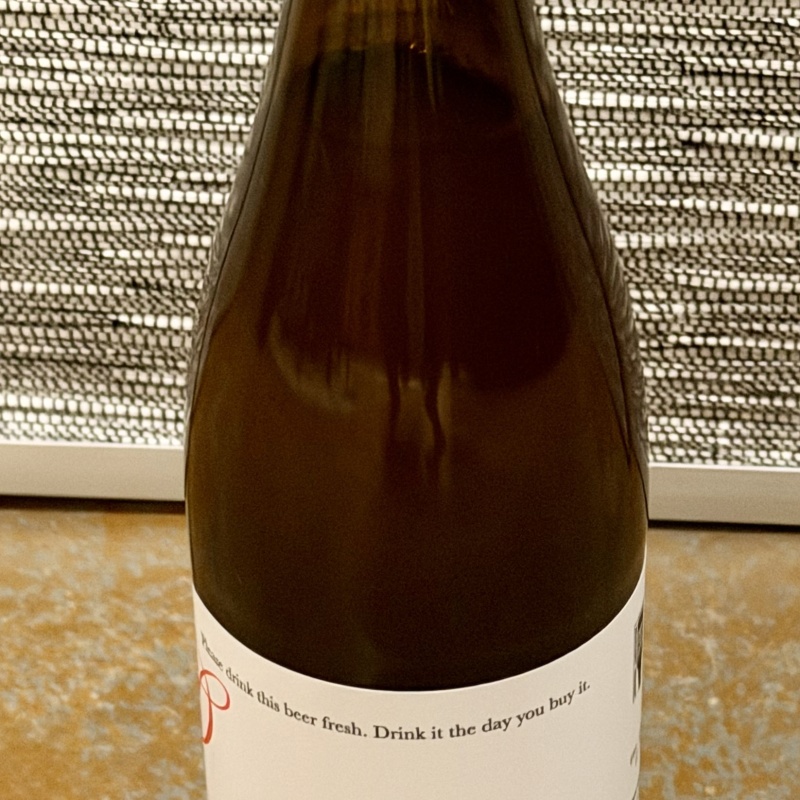 Please drink this beer fresh. Drink it the day you buy it.
P